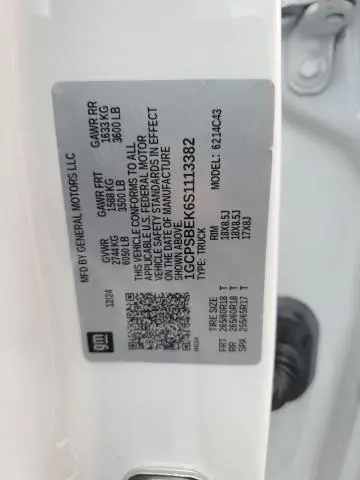 MFD BY GENERAL MOTORS LLC
GVWR GAWR FRT GAWR RR
2744 KG 1588 KG 1633 KG
6050 LB 3500 LB 3600 LB
12/24
THIS VEHICLE CONFORMS TO ALL
APPLICABLE U.S. FEDERAL MOTOR
VEHICLE SAFETY AND BUMPER
STANDARDS IN EFFECT
ON THE DATE OF MANUFACTURE
SHOWN ABOVE.
1GCPSBEK6S1113382
TYPE: TRUCK MODEL: 6214C43
gm
TIRE SIZE RIM
FRT 265/60R18 T 18X8.5J
RR 265/60R18 T 18X8.5J
SPA 255/65R17 T 17X8J